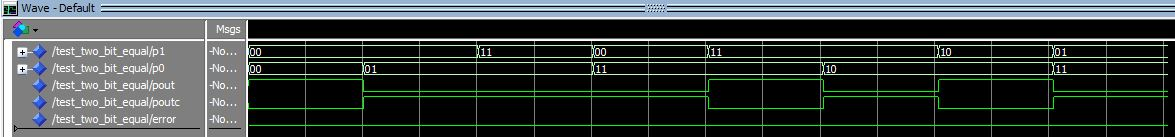 Wave - Default
Msgs
/test_two_bit_equal/p1 -No... 00 11 00 11 10 01
/test_two_bit_equal/p0 -No... 00 01 11 10 11
/test_two_bit_equal/pout -No...
/test_two_bit_equal/poutc -No...
/test_two_bit_equal/error -No...